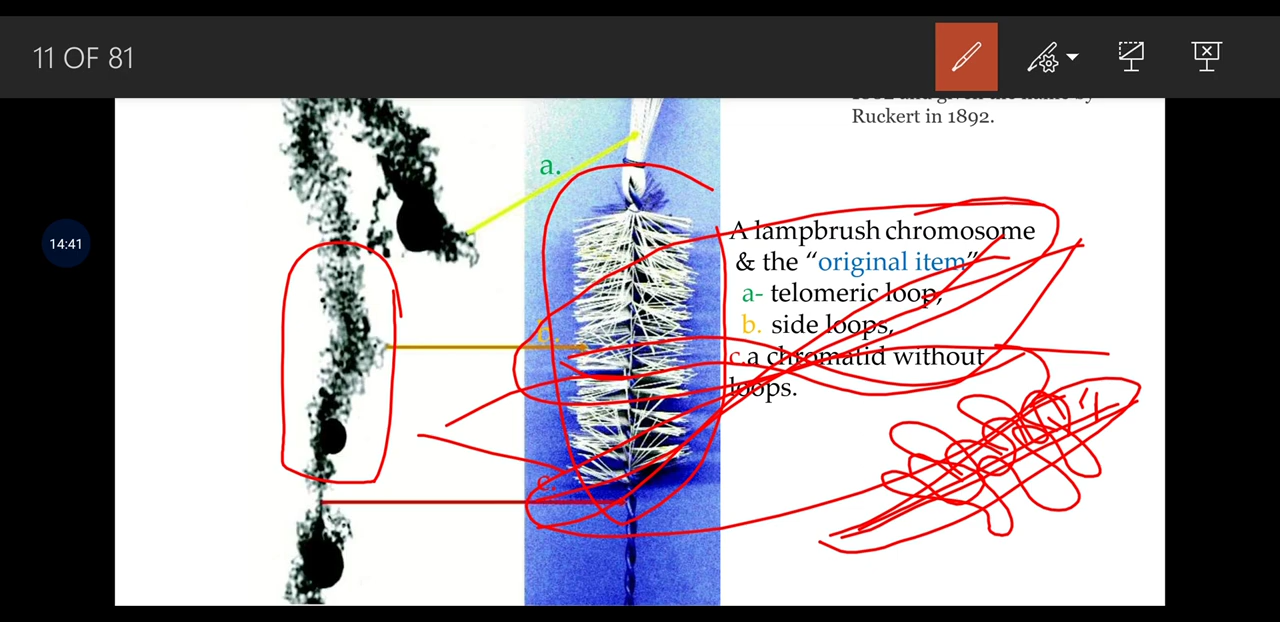 11 OF 81
Ruckert in 1892.
14:41
a.
A lampbrush chromosome
& the “original item”
a- telomeric loop,
b. side loops,
c.a chromatid without
loops.
c.